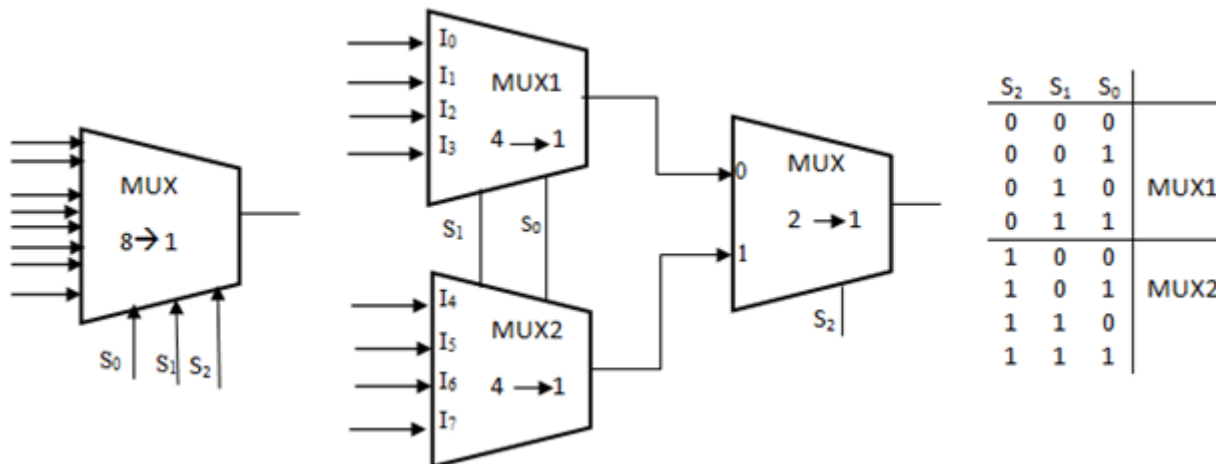 MUX
8→1
S₀ S₁ S₂
I₀
I₁
I₂
I₃
MUX1
4 → 1
S₁ S₀
I₄
I₅
I₆
I₇
MUX2
4 → 1
0
1
MUX
2 → 1
S₂
S₂ S₁ S₀
0 0 0
0 0 1
0 1 0 MUX1
0 1 1
1 0 0
1 0 1 MUX2
1 1 0
1 1 1